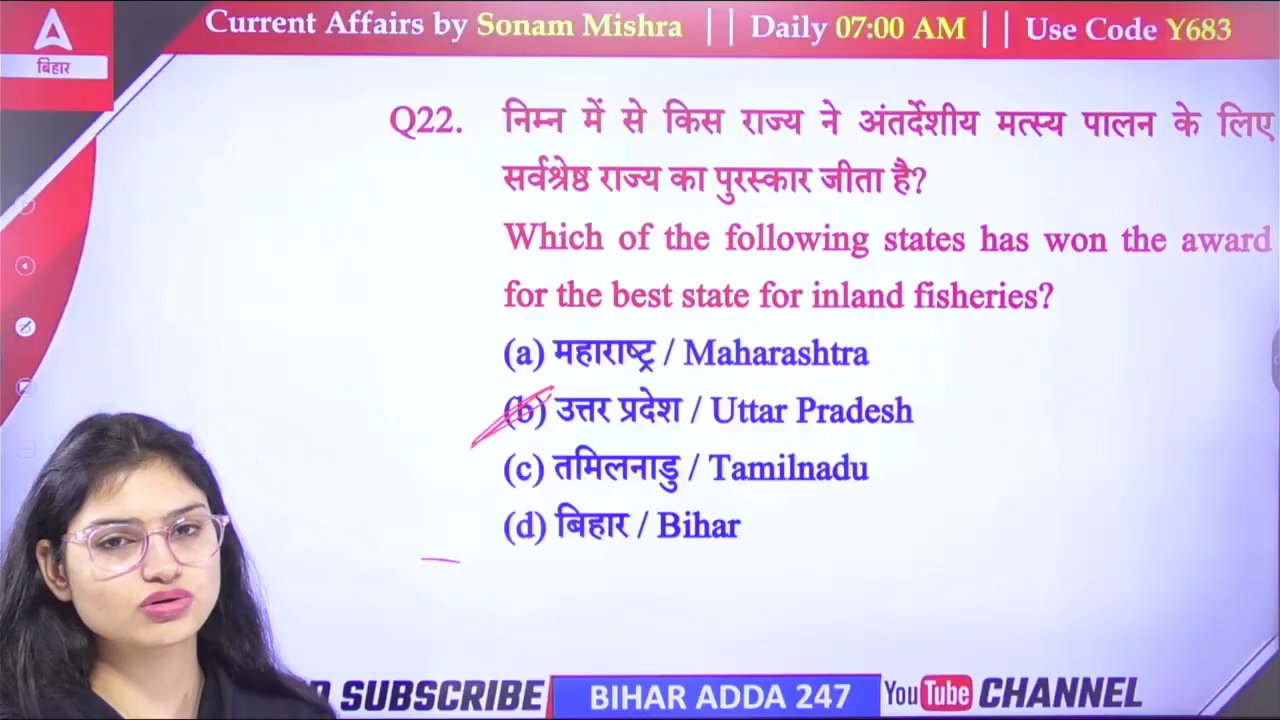 Current Affairs by Sonam Mishra || Daily 07:00 AM || Use Code Y683
बिहार
Q22. निम्न में से किस राज्य ने अंतर्देशीय मत्स्य पालन के लिए
सर्वश्रेष्ठ राज्य का पुरस्कार जीता है?
Which of the following states has won the award
for the best state for inland fisheries?
(a) महाराष्ट्र / Maharashtra
(b) उत्तर प्रदेश / Uttar Pradesh
(c) तमिलनाडु / Tamilnadu
(d) बिहार / Bihar
SUBSCRIBE BIHAR ADDA 247 YouTube CHANNEL